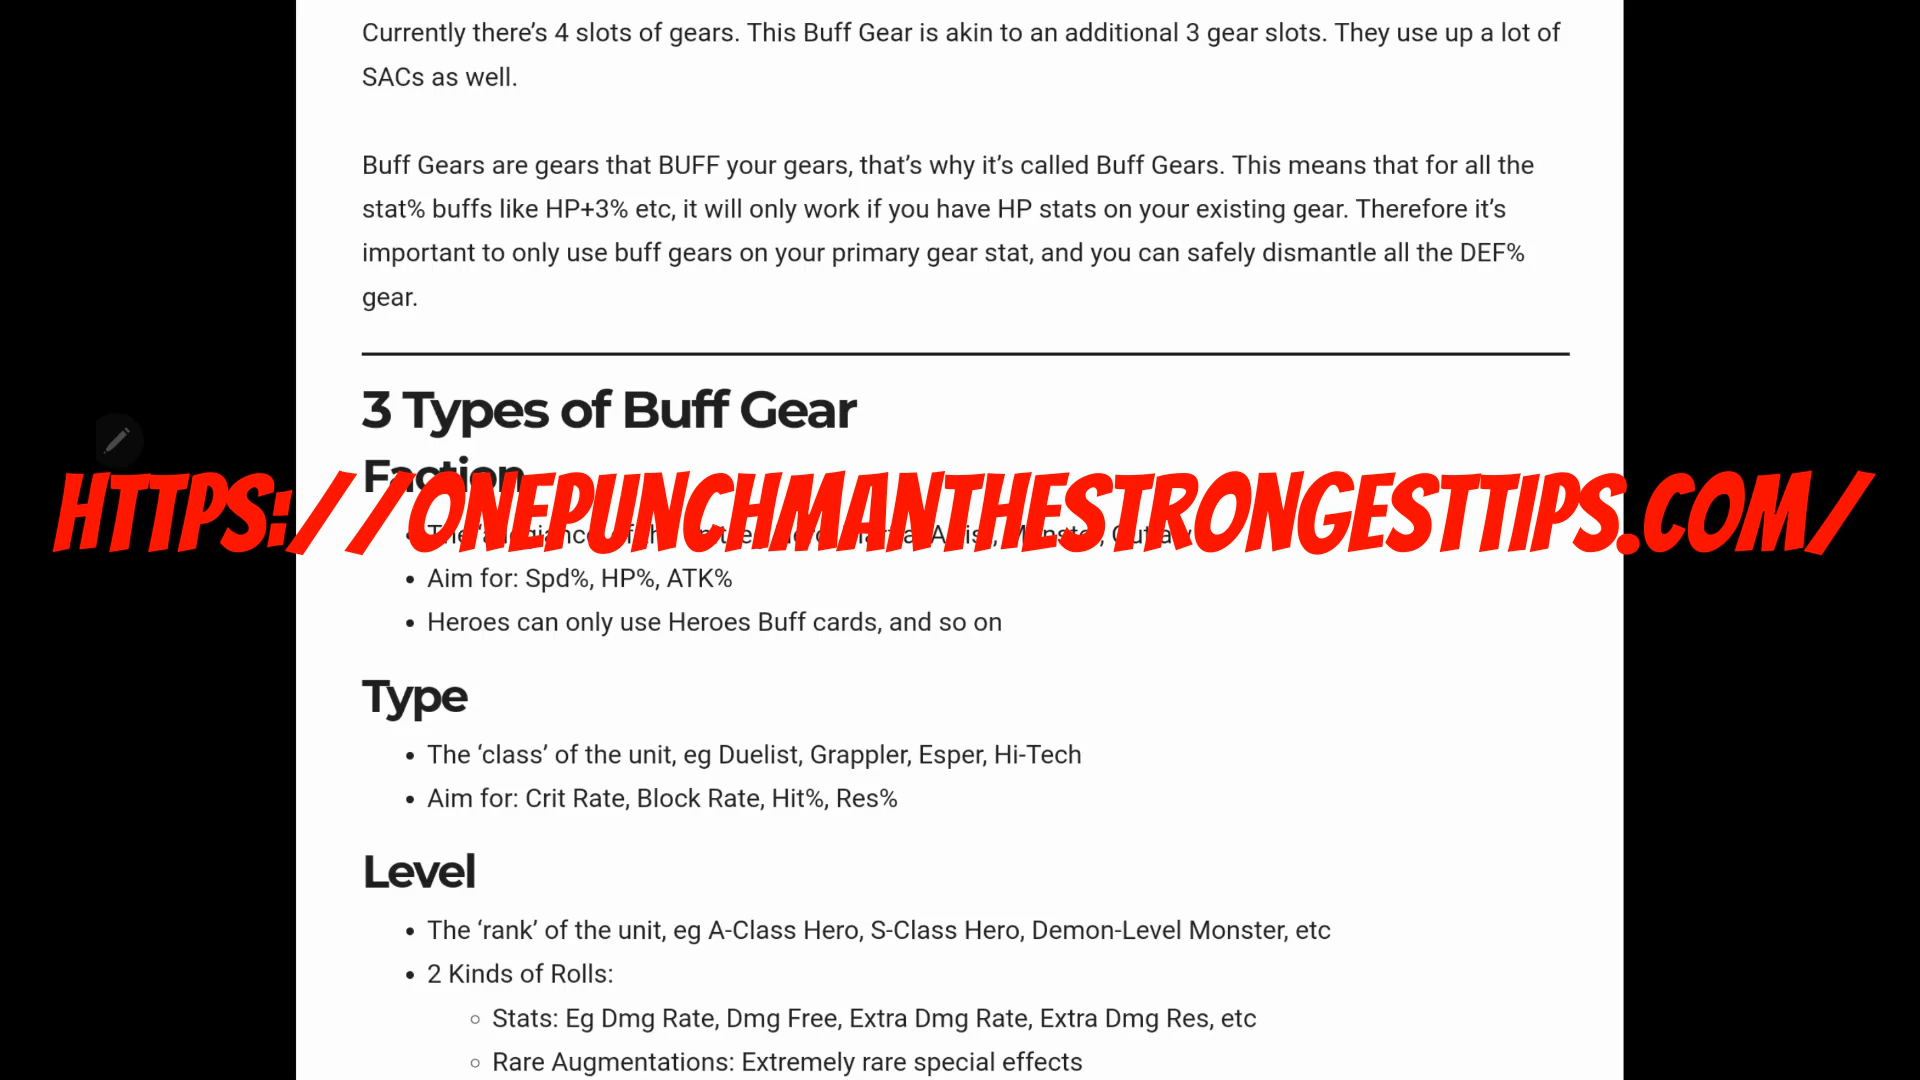 Currently there’s 4 slots of gears. This Buff Gear is akin to an additional 3 gear slots. They use up a lot of
SACs as well.
Buff Gears are gears that BUFF your gears, that’s why it’s called Buff Gears. This means that for all the
stat% buffs like HP+3% etc, it will only work if you have HP stats on your existing gear. Therefore it’s
important to only use buff gears on your primary gear stat, and you can safely dismantle all the DEF%
gear.
3 Types of Buff Gear
Faction
HTTPS://ONEPUNCHMANTHESTRONGESTTIPS.COM/
• The
• Aim for: Spd%, HP%, ATK%
• Heroes can only use Heroes Buff cards, and so on
Type
• The ‘class’ of the unit, eg Duelist, Grappler, Esper, Hi-Tech
• Aim for: Crit Rate, Block Rate, Hit%, Res%
Level
• The ‘rank’ of the unit, eg A-Class Hero, S-Class Hero, Demon-Level Monster, etc
• 2 Kinds of Rolls:
○ Stats: Eg Dmg Rate, Dmg Free, Extra Dmg Rate, Extra Dmg Res, etc
○ Rare Augmentations: Extremely rare special effects